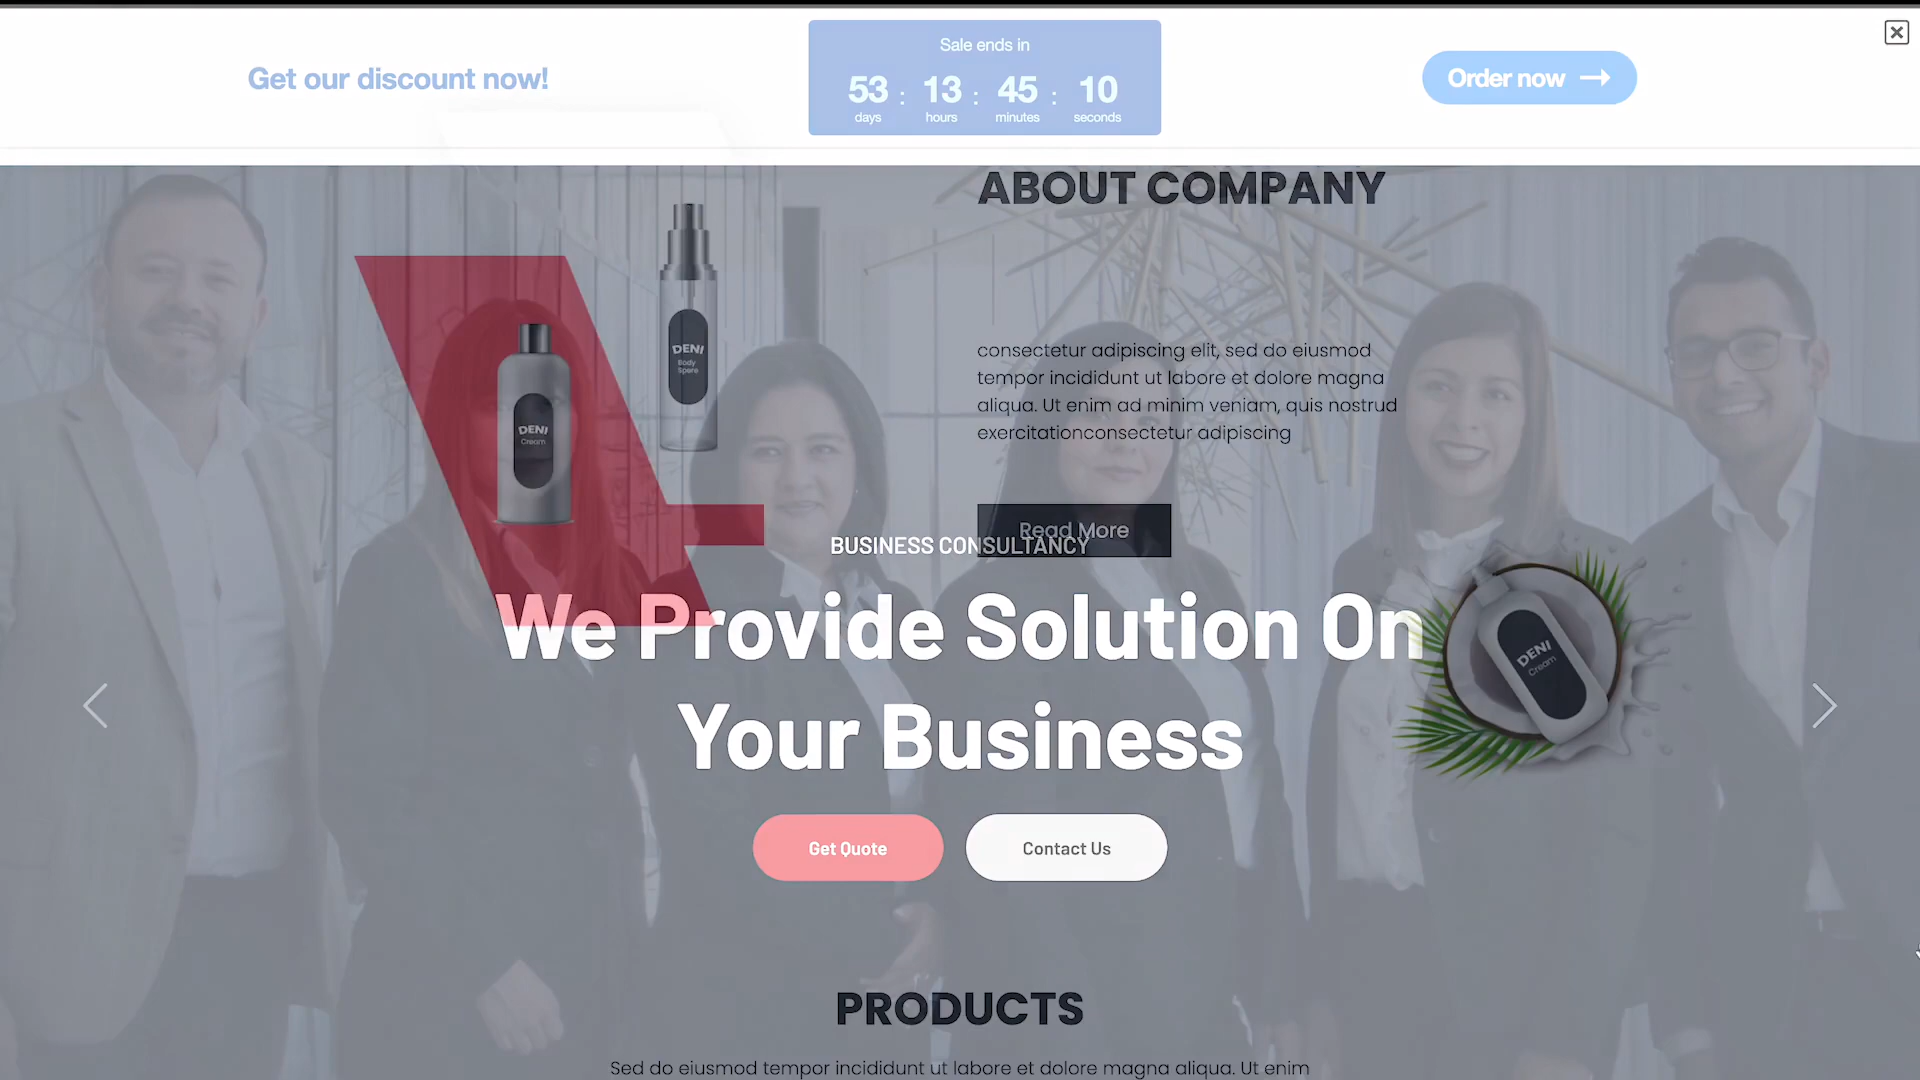 Get our discount now!
Sale ends in
53 : 13 : 45 : 10
days hours minutes seconds
Order now
ABOUT COMPANY
consectetur adipiscing elit, sed do eiusmod
tempor incididunt ut labore et dolore magna
aliqua. Ut enim ad minim veniam, quis nostrud
exercitationconsectetur adipiscing
Read More
DENI
Body
Spere
DENI
Cream
BUSINESS CONSULTANCY
We Provide Solution On
Your Business
DENI
Cream
Get Quote
Contact Us
PRODUCTS
Sed do eiusmod tempor incididunt ut labore et dolore magna aliqua. Ut enim